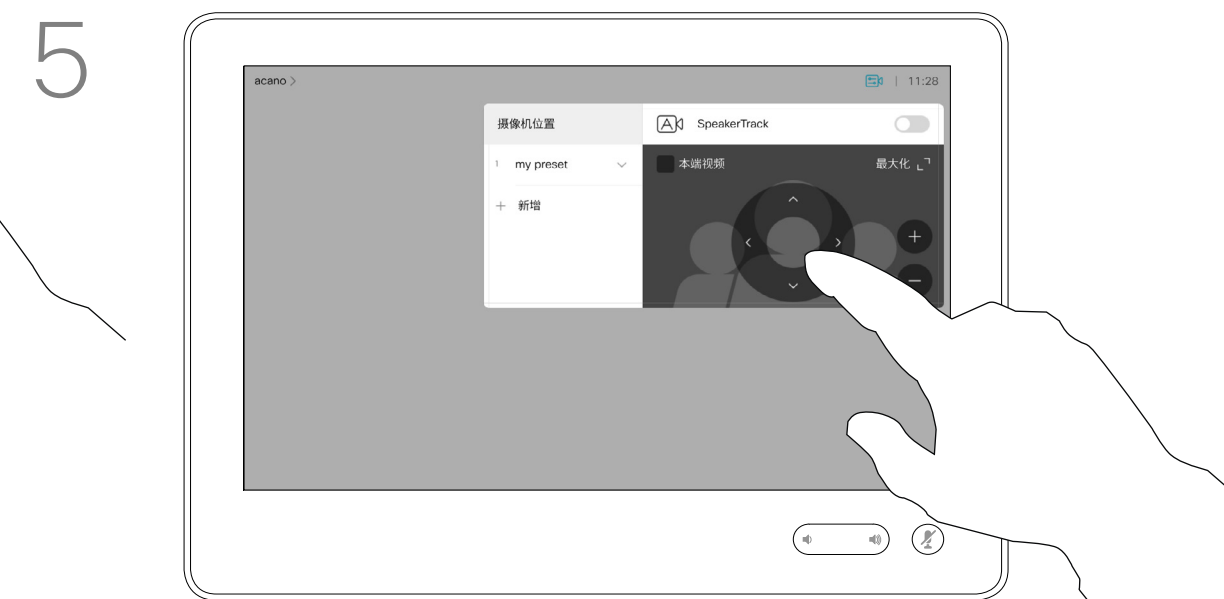 5
acano >
| 11:28
摄像机位置
SpeakerTrack
1 my preset
本端视频
最大化
+ 新增